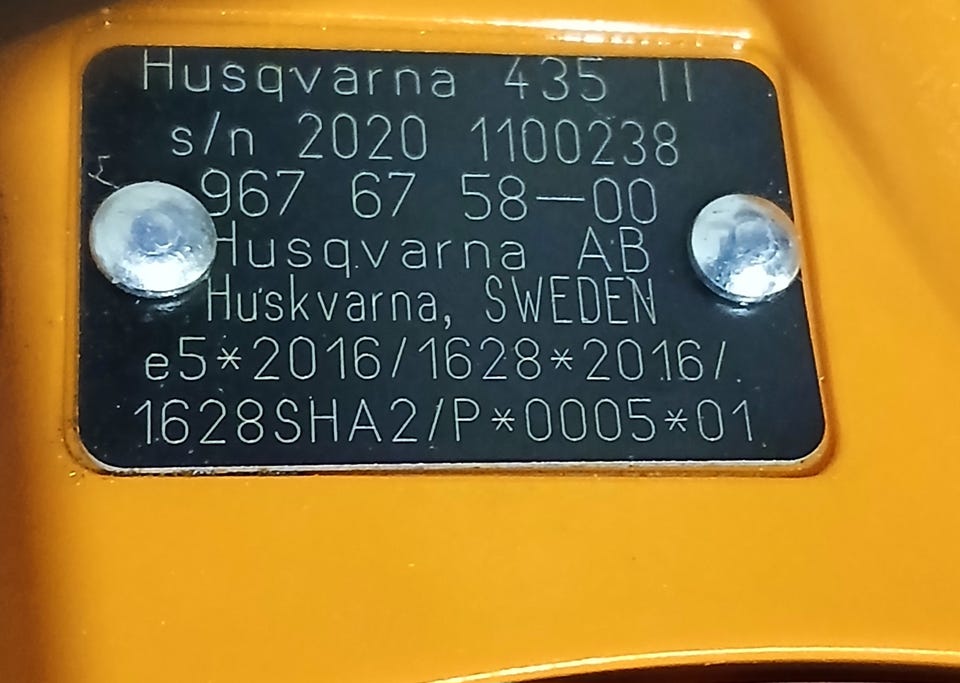 Husqvarna 435 II
s/n 2020 1100238
967 67 58-00
Husqvarna AB
Huskvarna, SWEDEN
e5*2016/1628*2016/
1628SHA2/P*0005*01